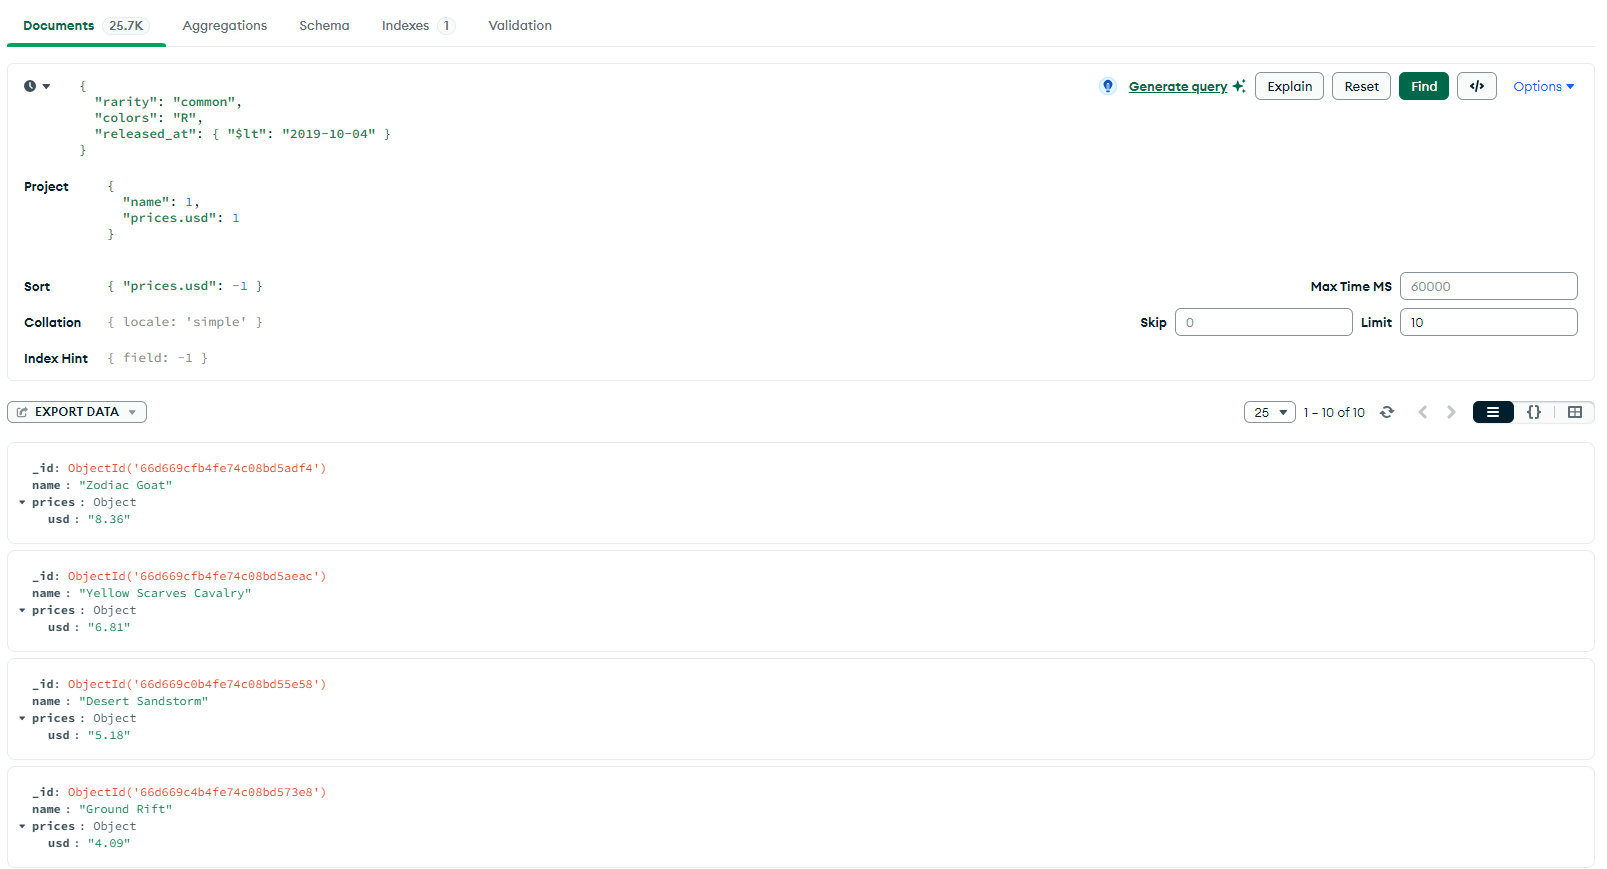 Documents 25.7K Aggregations Schema Indexes 1 Validation
{
"rarity": "common",
"colors": "R",
"released_at": { "$lt": "2019-10-04" }
}
Generate query Explain Reset Find </> Options
Project {
"name": 1,
"prices.usd": 1
}
Sort { "prices.usd": -1 }
Max Time MS 60000
Collation { locale: 'simple' }
Skip 0 Limit 10
Index Hint { field: -1 }
EXPORT DATA 25 1 – 10 of 10 {}
_id: ObjectId('66d669cfb4fe74c08bd5adf4')
name : "Zodiac Goat"
prices : Object
usd : "8.36"
_id: ObjectId('66d669cfb4fe74c08bd5aeac')
name : "Yellow Scarves Cavalry"
prices : Object
usd : "6.81"
_id: ObjectId('66d669c0b4fe74c08bd55e58')
name : "Desert Sandstorm"
prices : Object
usd : "5.18"
_id: ObjectId('66d669c4b4fe74c08bd573e8')
name : "Ground Rift"
prices : Object
usd : "4.09"